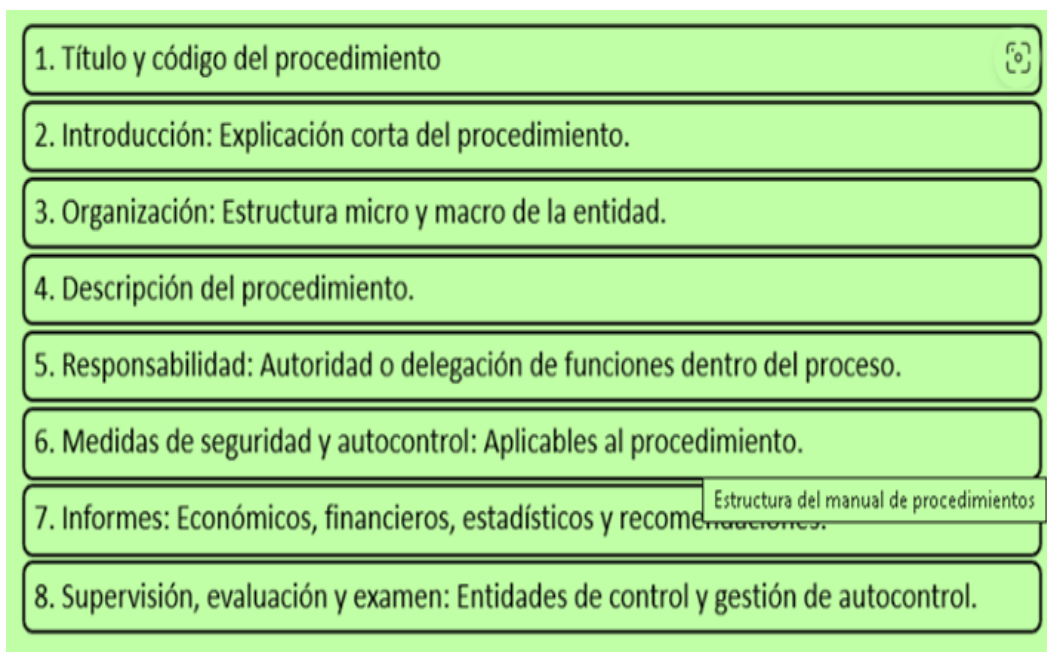 1. Título y código del procedimiento
2. Introducción: Explicación corta del procedimiento.
3. Organización: Estructura micro y macro de la entidad.
4. Descripción del procedimiento.
5. Responsabilidad: Autoridad o delegación de funciones dentro del proceso.
6. Medidas de seguridad y autocontrol: Aplicables al procedimiento.
Estructura del manual de procedimientos
7. Informes: Económicos, financieros, estadísticos y recomendaciones.
8. Supervisión, evaluación y examen: Entidades de control y gestión de autocontrol.